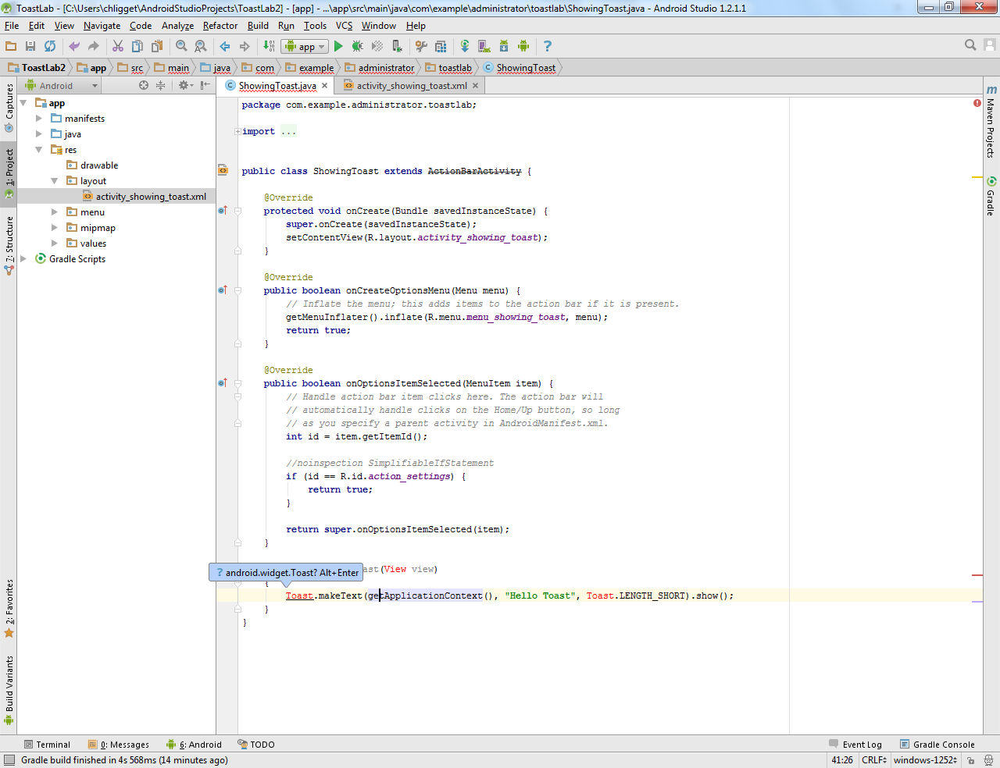 ToastLab - [C:\Users\chligget\AndroidStudioProjects\ToastLab2] - [app] - ...\app\src\main\java\com\example\administrator\toastlab\ShowingToast.java - Android Studio 1.2.1.1
File Edit View Navigate Code Analyze Refactor Build Run Tools VCS Window Help
app
ToastLab2 app src main java com example administrator toastlab ShowingToast
Android
ShowingToast.java
activity_showing_toast.xml
Captures
1: Project
7: Structure
2: Favorites
Build Variants
app
manifests
java
res
drawable
layout
activity_showing_toast.xml
menu
mipmap
values
Gradle Scripts
package com.example.administrator.toastlab;
import ...
public class ShowingToast extends ActionBarActivity {
@Override
protected void onCreate(Bundle savedInstanceState) {
super.onCreate(savedInstanceState);
setContentView(R.layout.activity_showing_toast);
}
@Override
public boolean onCreateOptionsMenu(Menu menu) {
// Inflate the menu; this adds items to the action bar if it is present.
getMenuInflater().inflate(R.menu.menu_showing_toast, menu);
return true;
}
@Override
public boolean onOptionsItemSelected(MenuItem item) {
// Handle action bar item clicks here. The action bar will
// automatically handle clicks on the Home/Up button, so long
// as you specify a parent activity in AndroidManifest.xml.
int id = item.getItemId();
//noinspection SimplifiableIfStatement
if (id == R.id.action_settings) {
return true;
}
return super.onOptionsItemSelected(item);
}
? android.widget.Toast? Alt+Enter
ast(View view)
{
Toast.makeText(getApplicationContext(), "Hello Toast", Toast.LENGTH_SHORT).show();
}
}
m Maven Projects
Gradle
Terminal
0: Messages
6: Android
TODO
Event Log
Gradle Console
Gradle build finished in 4s 568ms (14 minutes ago)
41:26 CRLF windows-1252